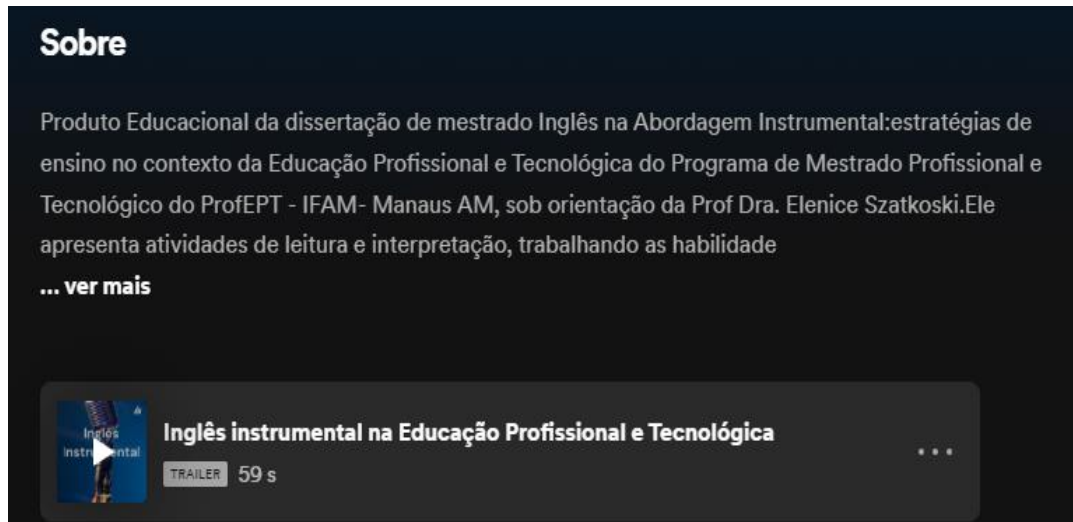 Sobre
Produto Educacional da dissertação de mestrado Inglês na Abordagem Instrumental:estratégias de
ensino no contexto da Educação Profissional e Tecnológica do Programa de Mestrado Profissional e
Tecnológico do ProfEPT - IFAM- Manaus AM, sob orientação da Prof Dra. Elenice Szatkoski.Ele
apresenta atividades de leitura e interpretação, trabalhando as habilidade
... ver mais
Inglês
Inglês instrumental na Educação Profissional e Tecnológica
TRAILER 59 s